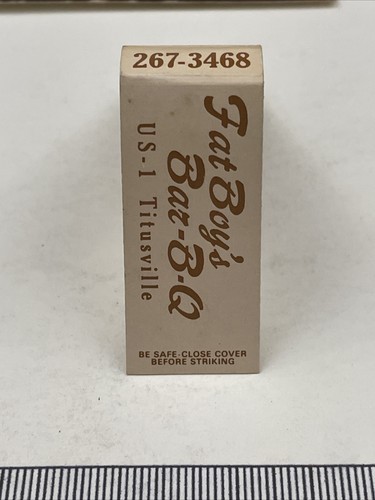 267-3468
Fat Boy's
Bar-B-Q
US-1 Titusville
BE SAFE-CLOSE COVER
BEFORE STRIKING